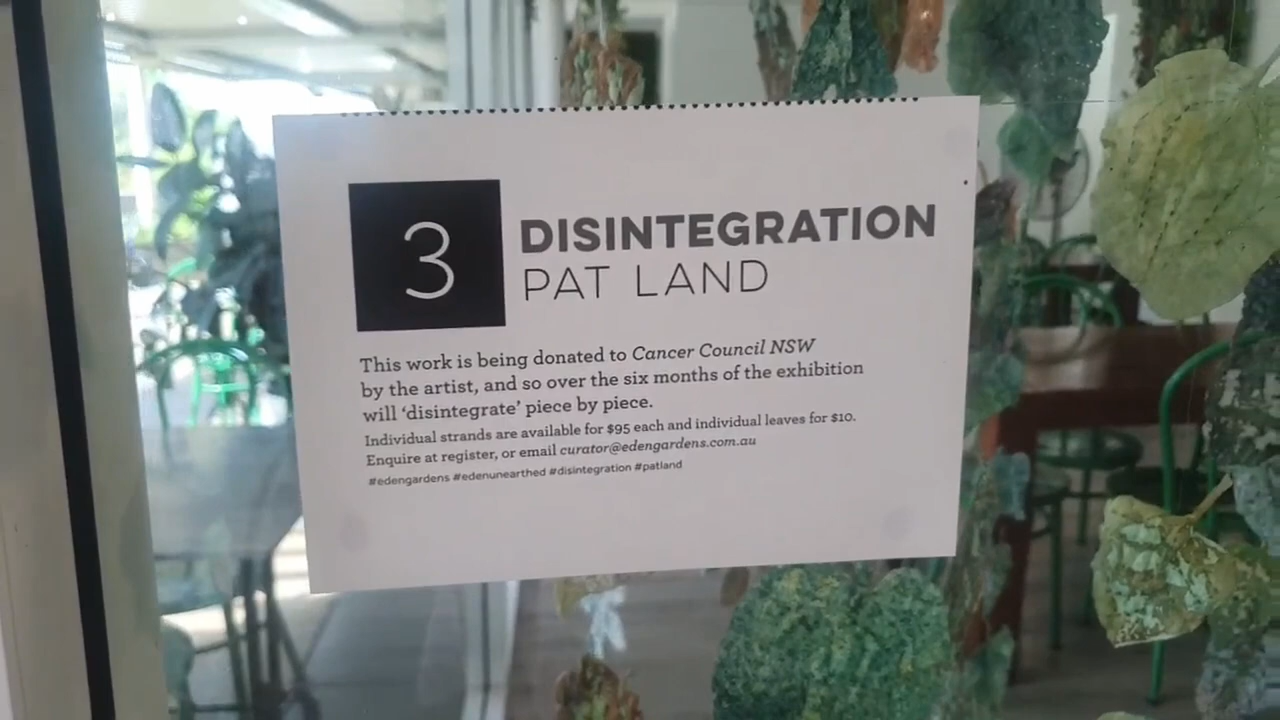 3
DISINTEGRATION
PAT LAND
This work is being donated to Cancer Council NSW
by the artist, and so over the six months of the exhibition
will ‘disintegrate’ piece by piece.
Individual strands are available for $95 each and individual leaves for $10.
Enquire at register, or email curator@edengardens.com.au
#edengardens #edenunearthed #disintegration #patland